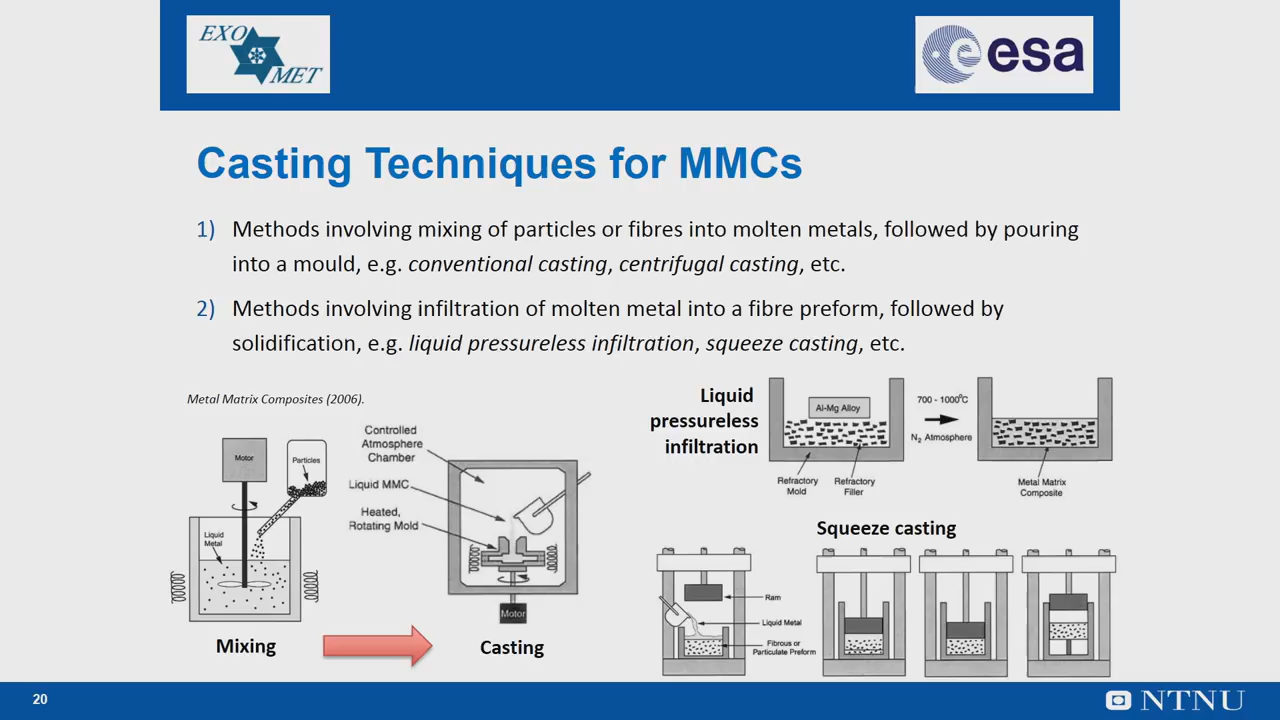 EXO
MET
esa
Casting Techniques for MMCs
1) Methods involving mixing of particles or fibres into molten metals, followed by pouring
into a mould, e.g. conventional casting, centrifugal casting, etc.
2) Methods involving infiltration of molten metal into a fibre preform, followed by
solidification, e.g. liquid pressureless infiltration, squeeze casting, etc.
Metal Matrix Composites (2006).
Motor
Particles
Liquid
Metal
Mixing
Controlled
Atmosphere
Chamber
Liquid MMC
Heated,
Rotating Mold
Motor
Casting
Liquid
pressureless
infiltration
Al-Mg Alloy
700 - 1000°C
N2 Atmosphere
Refractory
Mold
Refractory
Filler
Metal Matrix
Composite
Squeeze casting
Ram
Liquid Metal
Fibrous or
Particulate Preform
20
NTNU